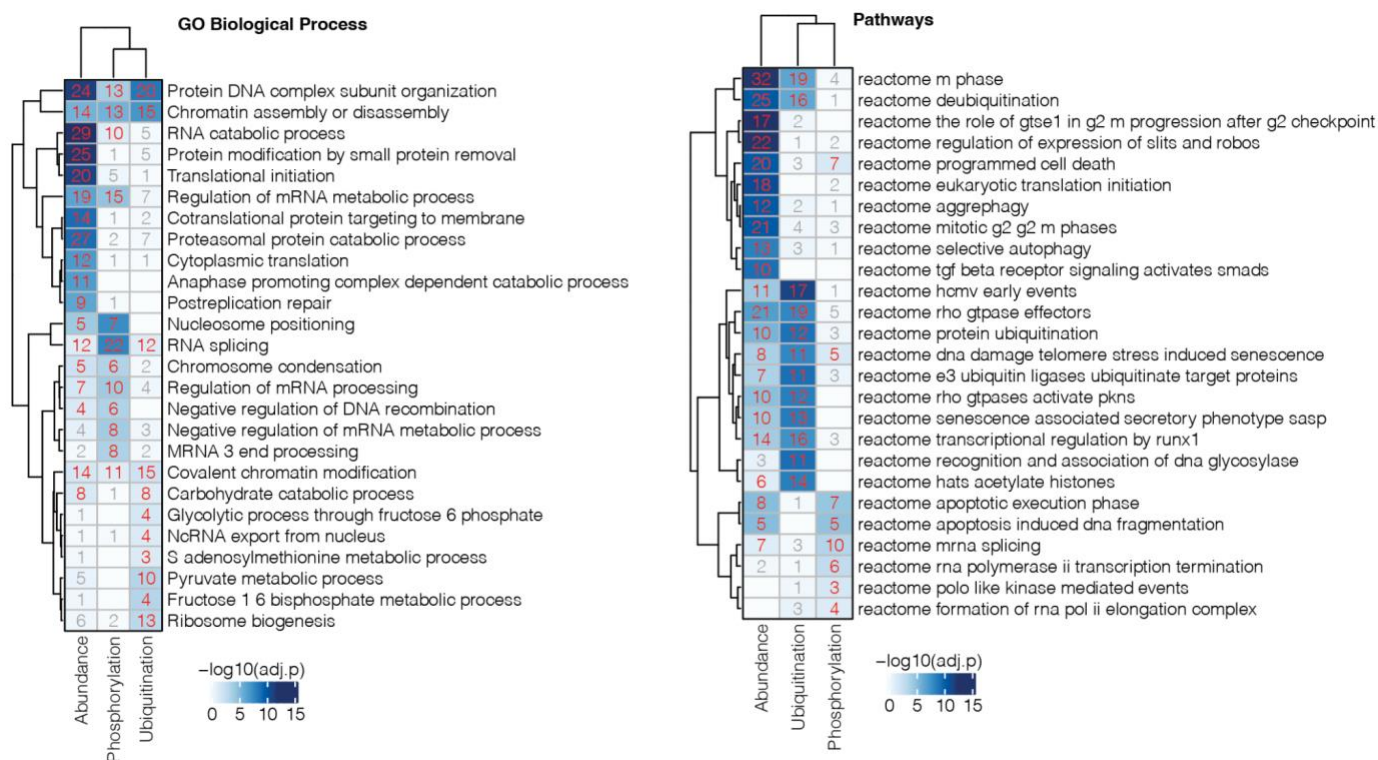 GO Biological Process
24 13 20 Protein DNA complex subunit organization
14 13 15 Chromatin assembly or disassembly
29 10 5 RNA catabolic process
25 1 5 Protein modification by small protein removal
20 5 1 Translational initiation
19 15 7 Regulation of mRNA metabolic process
14 1 2 Cotranslational protein targeting to membrane
27 2 7 Proteasomal protein catabolic process
12 1 1 Cytoplasmic translation
11 Anaphase promoting complex dependent catabolic process
9 1 Postreplication repair
5 7 Nucleosome positioning
12 22 12 RNA splicing
5 6 2 Chromosome condensation
7 10 4 Regulation of mRNA processing
4 6 Negative regulation of DNA recombination
4 8 3 Negative regulation of mRNA metabolic process
2 8 2 MRNA 3 end processing
14 11 15 Covalent chromatin modification
8 1 8 Carbohydrate catabolic process
1 4 Glycolytic process through fructose 6 phosphate
1 1 4 NcRNA export from nucleus
1 3 S adenosylmethionine metabolic process
5 10 Pyruvate metabolic process
1 4 Fructose 1 6 bisphosphate metabolic process
6 2 13 Ribosome biogenesis
Abundance
Phosphorylation
Ubiquitination
−log10(adj.p)
0 5 10 15
Pathways
32 19 4 reactome m phase
25 16 1 reactome deubiquitination
17 2 reactome the role of gtse1 in g2 m progression after g2 checkpoint
22 1 2 reactome regulation of expression of slits and robos
20 3 7 reactome programmed cell death
18 2 reactome eukaryotic translation initiation
12 2 1 reactome aggrephagy
21 4 3 reactome mitotic g2 g2 m phases
13 3 1 reactome selective autophagy
10 reactome tgf beta receptor signaling activates smads
11 17 1 reactome hcmv early events
21 19 5 reactome rho gtpase effectors
10 12 3 reactome protein ubiquitination
8 11 5 reactome dna damage telomere stress induced senescence
7 11 3 reactome e3 ubiquitin ligases ubiquitinate target proteins
10 12 reactome rho gtpases activate pkns
10 13 reactome senescence associated secretory phenotype sasp
14 16 3 reactome transcriptional regulation by runx1
3 11 reactome recognition and association of dna glycosylase
6 14 reactome hats acetylate histones
8 1 7 reactome apoptotic execution phase
5 5 reactome apoptosis induced dna fragmentation
7 3 10 reactome mrna splicing
2 1 6 reactome rna polymerase ii transcription termination
1 3 reactome polo like kinase mediated events
3 4 reactome formation of rna pol ii elongation complex
Abundance
Ubiquitination
Phosphorylation
−log10(adj.p)
0 5 10 15